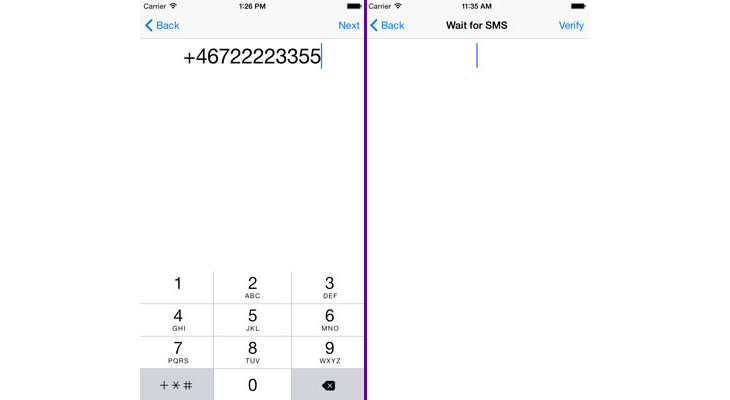 Carrier 1:26 PM
Back Next
+46722223355
1 2 3
ABC DEF
4 5 6
GHI JKL MNO
7 8 9
PQRS TUV WXYZ
+*# 0
Carrier 11:35 AM
Back Wait for SMS Verify